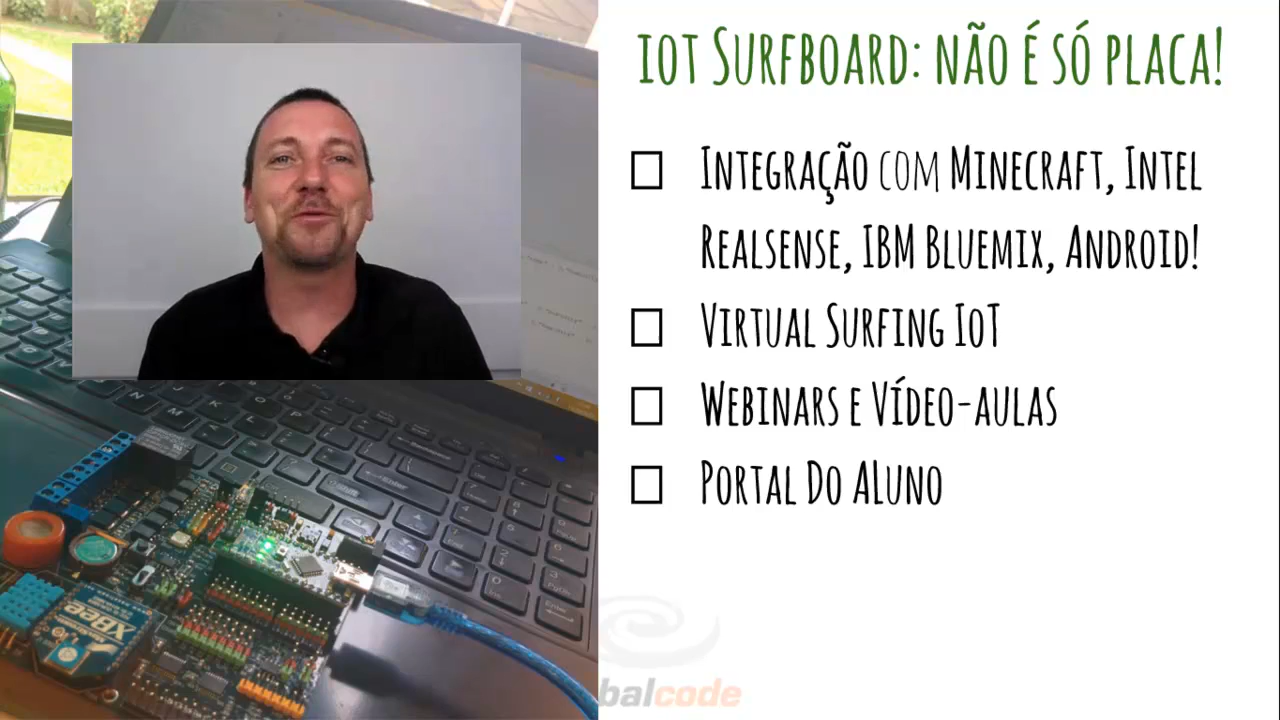 IoT Surfboard: não é só placa!
Integração com Minecraft, Intel
Realsense, IBM Bluemix, Android!
Virtual Surfing IoT
Webinars e Vídeo-aulas
Portal Do Aluno
XBee
balcode